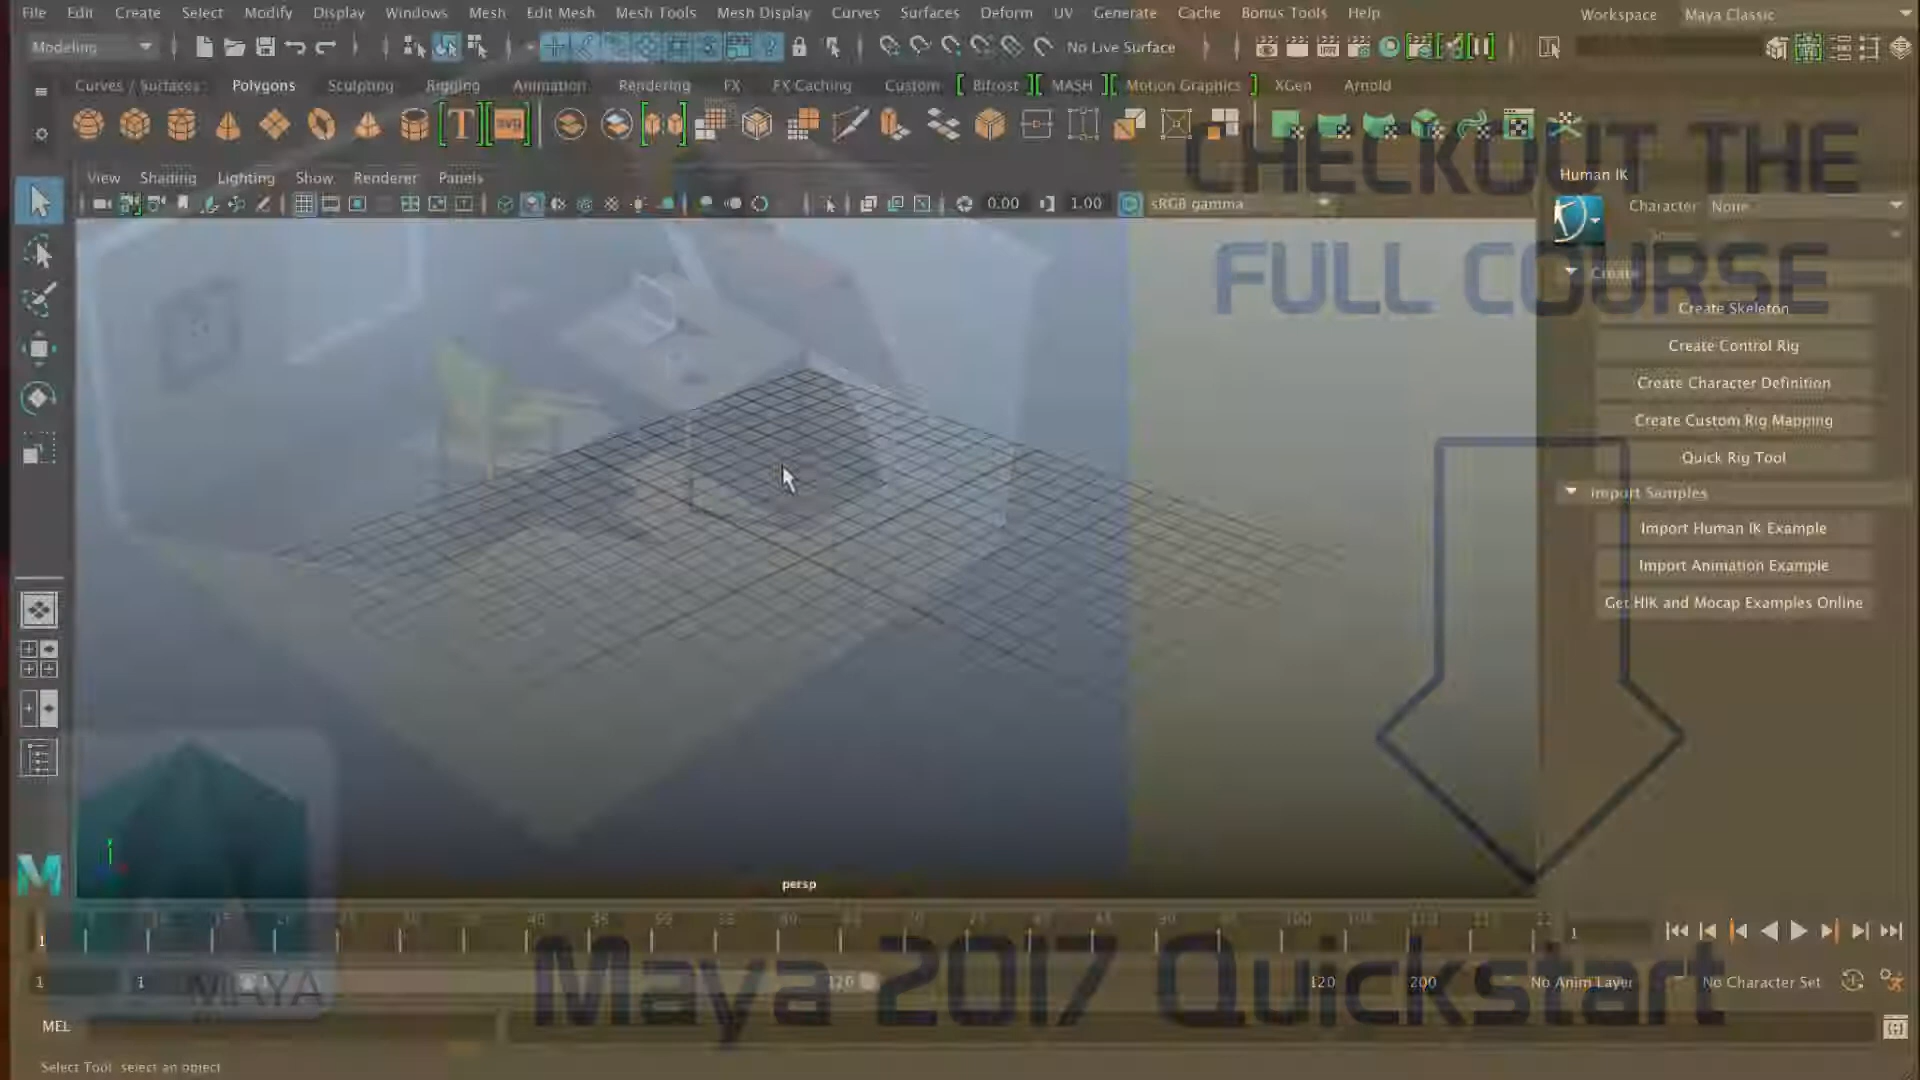 File Edit Create Select Modify Display Windows Mesh Edit Mesh Mesh Tools Mesh Display Curves Surfaces Deform UV Generate Cache Bonus Tools Help
Workspace Maya Classic
Modeling
No Live Surface
Curves / Surfaces Polygons Sculpting Rigging Animation Rendering FX FX Caching Custom Bifrost MASH Motion Graphics XGen Arnold
T svg
CHECKOUT THE
FULL COURSE
View Shading Lighting Show Renderer Panels
0.00 1.00 sRGB gamma
Human IK
Character None
Create
Create Skeleton
Create Control Rig
Create Character Definition
Create Custom Rig Mapping
Quick Rig Tool
Import Samples
Import Human IK Example
Import Animation Example
Get HIK and Mocap Examples Online
persp
M
1
1
1 1 120 120 200 No Anim Layer No Character Set
MAYA
Maya 2017 Quickstart
MEL
Select Tool: select an object